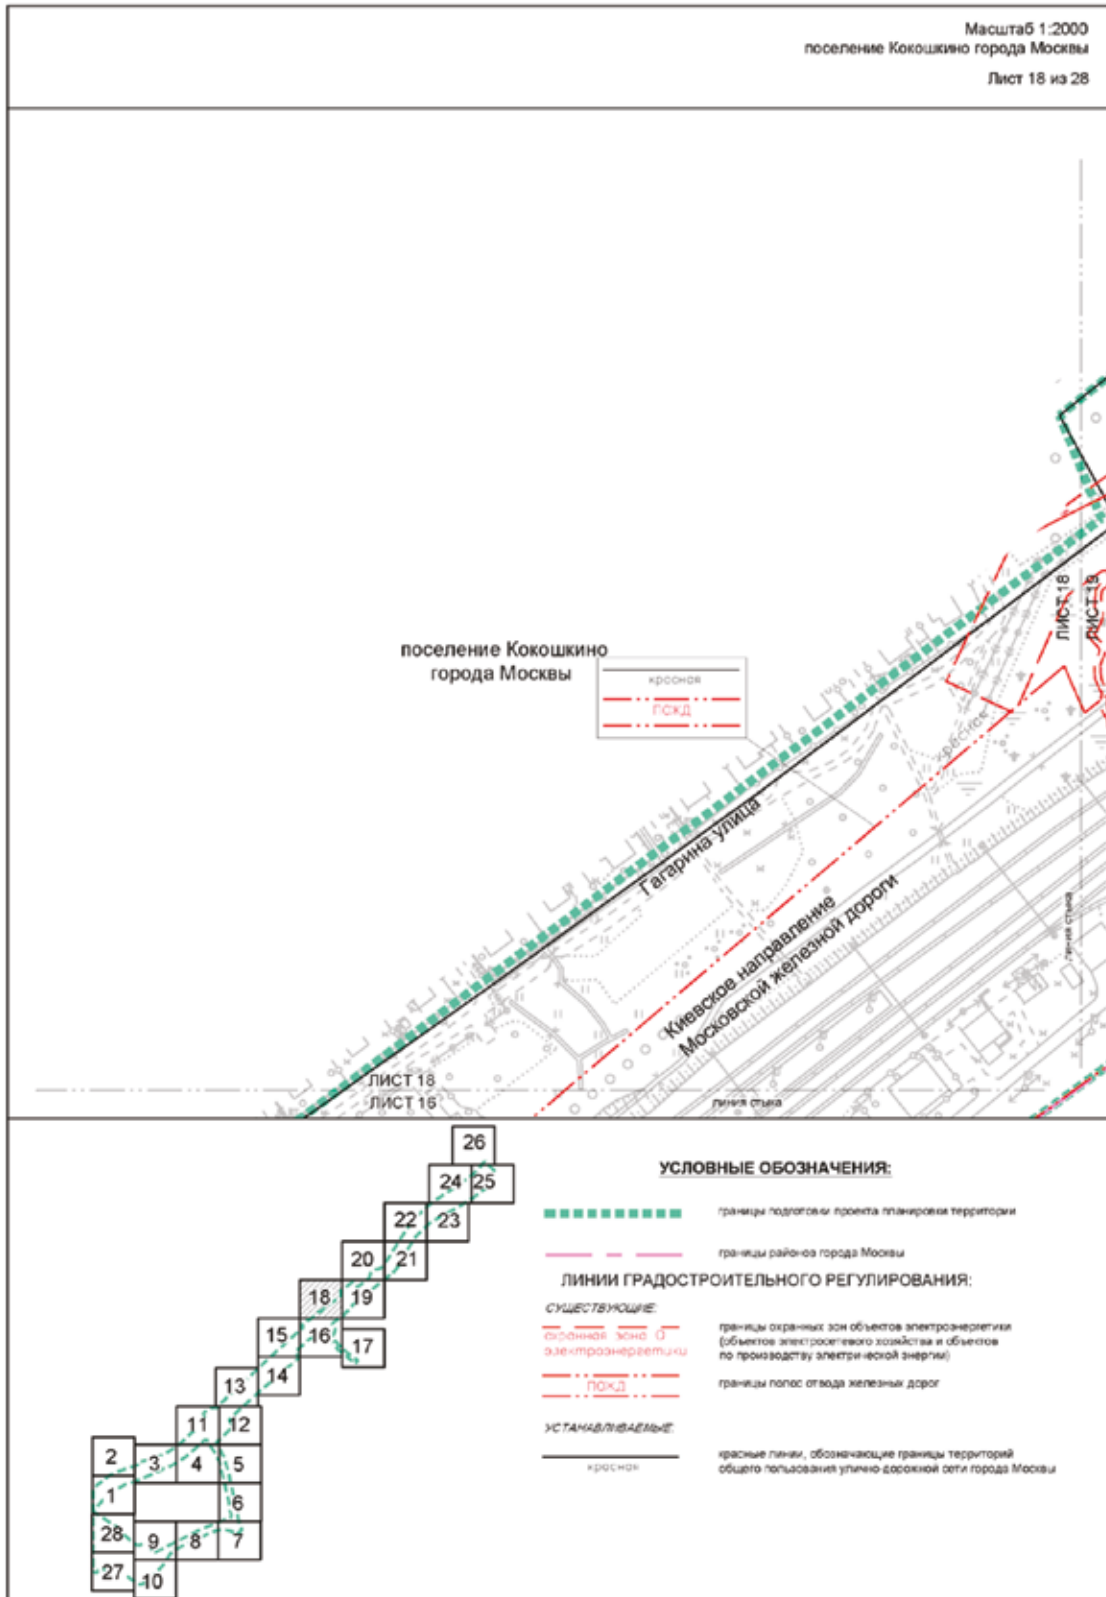 Масштаб 1:2000
поселение Кокошкино города Москвы
Лист 18 из 28
ЛИСТ 18
ЛИСТ 19
поселение Кокошкино
города Москвы
красная
ПОЖД
красная
Гагарина улица
Киевское направление
Московской железной дороги
линия стыка
ЛИСТ 18
ЛИСТ 16
линия стыка
26
24 25
22 23
20 21
18 19
15 16 17
14
13
11 12
2 3 4 5
1 6
28 9 8 7
27 10
УСЛОВНЫЕ ОБОЗНАЧЕНИЯ:
границы подготовки проекта планировки территории
границы районов города Москвы
ЛИНИИ ГРАДОСТРОИТЕЛЬНОГО РЕГУЛИРОВАНИЯ:
СУЩЕСТВУЮЩИЕ:
охранная зона О
электроэнергетики
границы охранных зон объектов электроэнергетики
(объектов электросетевого хозяйства и объектов
по производству электрической энергии)
ПОЖД
границы полос отвода железных дорог
УСТАНАВЛИВАЕМЫЕ:
красная
красные линии, обозначающие границы территорий
общего пользования улично-дорожной сети города Москвы